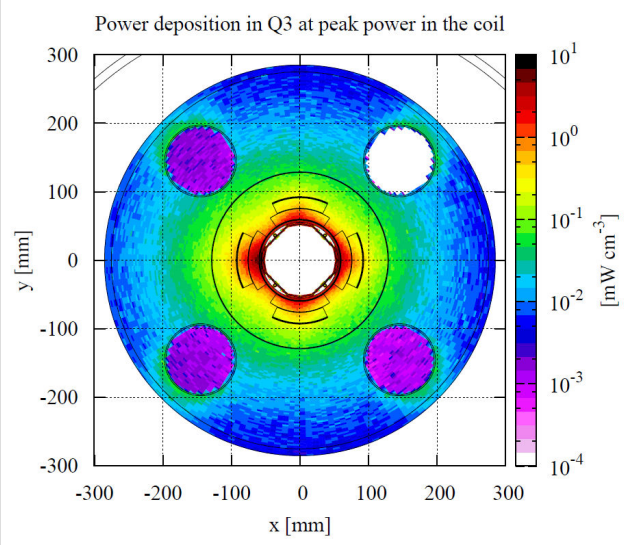 Power deposition in Q3 at peak power in the coil
300
200
100
0
-100
-200
-300
y [mm]
-300 -200 -100 0 100 200 300
x [mm]
10^1
10^0
10^-1
10^-2
10^-3
10^-4
[mW cm^-3]